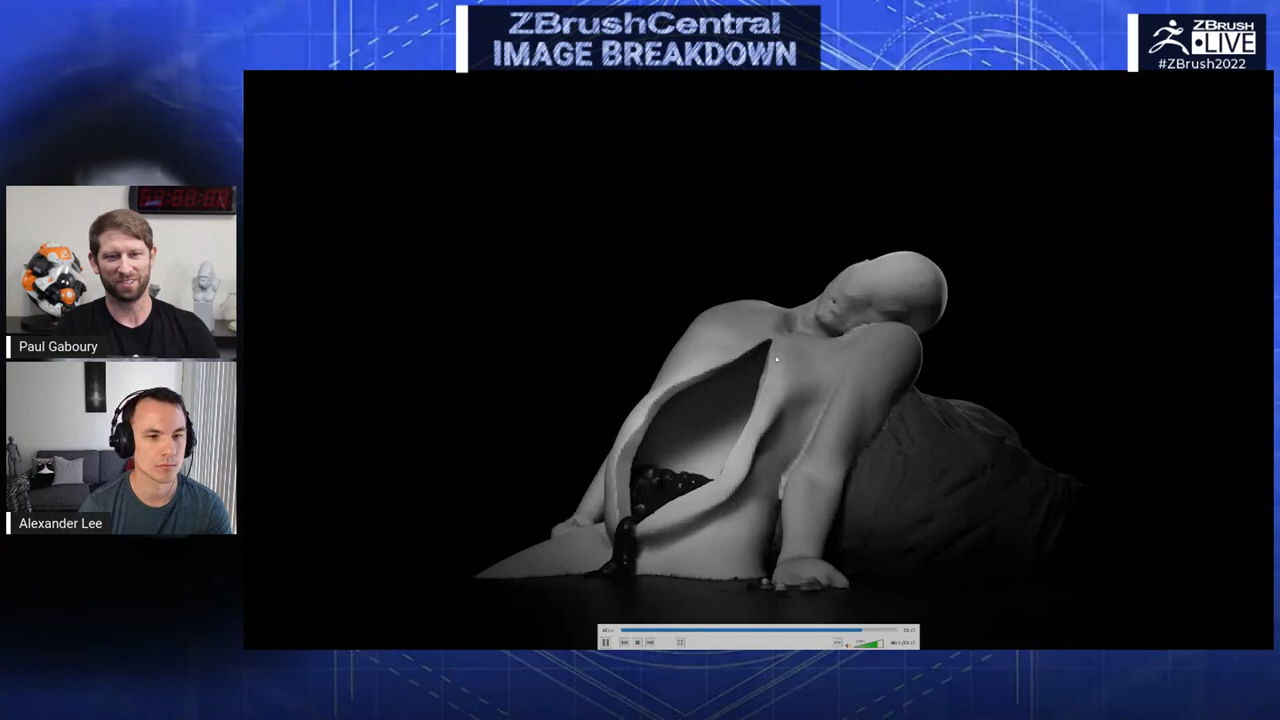 ZBrushCentral
IMAGE BREAKDOWN
ZBRUSH
•LIVE
#ZBrush2022
Paul Gaboury
Alexander Lee